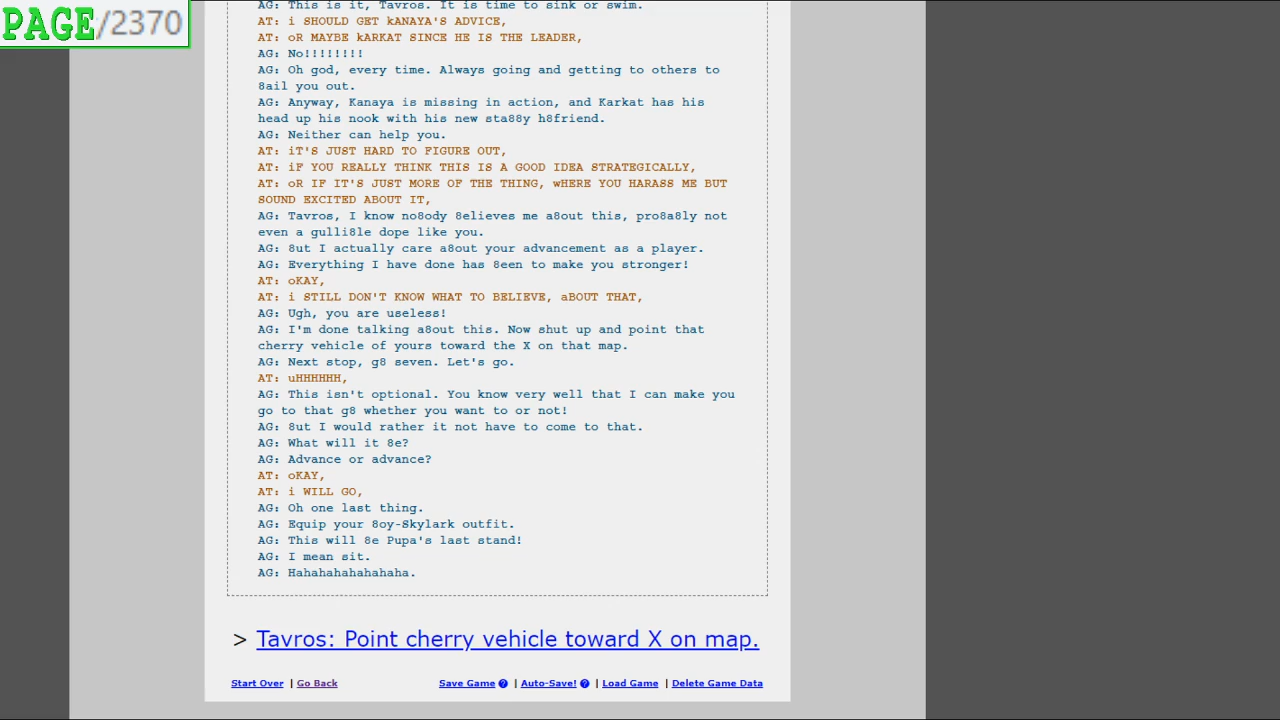 PAGE/2370
AG: This is it, Tavros. It is time to sink or swim.
AT: i SHOULD GET kANAYA'S ADVICE,
AT: oR MAYBE kARKAT SINCE HE IS THE LEADER,
AG: No!!!!!!!!
AG: Oh god, every time. Always going and getting to others to
8ail you out.
AG: Anyway, Kanaya is missing in action, and Karkat has his
head up his nook with his new sta88y h8friend.
AG: Neither can help you.
AT: iT'S JUST HARD TO FIGURE OUT,
AT: iF YOU REALLY THINK THIS IS A GOOD IDEA STRATEGICALLY,
AT: oR IF IT'S JUST MORE OF THE THING, wHERE YOU HARASS ME BUT
SOUND EXCITED ABOUT IT,
AG: Tavros, I know no8ody 8elieves me a8out this, pro8a8ly not
even a gulli8le dope like you.
AG: 8ut I actually care a8out your advancement as a player.
AG: Everything I have done has 8een to make you stronger!
AT: oKAY,
AT: i STILL DON'T KNOW WHAT TO BELIEVE, aBOUT THAT,
AG: Ugh, you are useless!
AG: I'm done talking a8out this. Now shut up and point that
cherry vehicle of yours toward the X on that map.
AG: Next stop, g8 seven. Let's go.
AT: uHHHHHH,
AG: This isn't optional. You know very well that I can make you
go to that g8 whether you want to or not!
AG: 8ut I would rather it not have to come to that.
AG: What will it 8e?
AG: Advance or advance?
AT: oKAY,
AT: i WILL GO,
AG: Oh one last thing.
AG: Equip your 8oy-Skylark outfit.
AG: This will 8e Pupa's last stand!
AG: I mean sit.
AG: Hahahahahahahaha.
> Tavros: Point cherry vehicle toward X on map.
Start Over | Go Back Save Game ? | Auto-Save! ? | Load Game | Delete Game Data